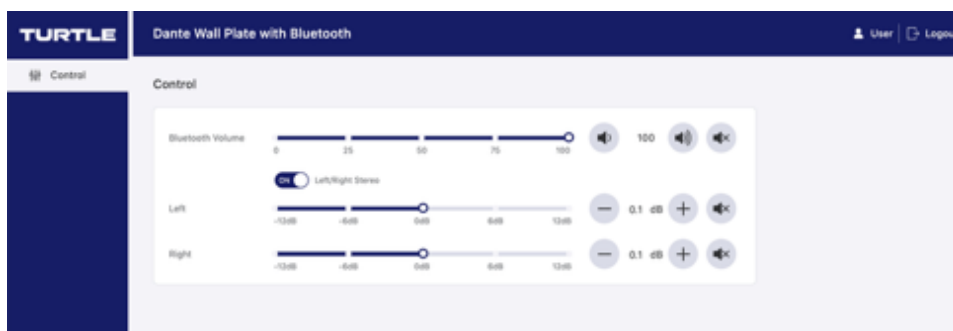 TURTLE
Dante Wall Plate with Bluetooth
User
Logou
Control
Control
Bluetooth Volume
0 25 50 75 100
100
ON Left/Right Stereo
Left
-12dB -6dB 0dB 6dB 12dB
0.1 dB
Right
-12dB -6dB 0dB 6dB 12dB
0.1 dB